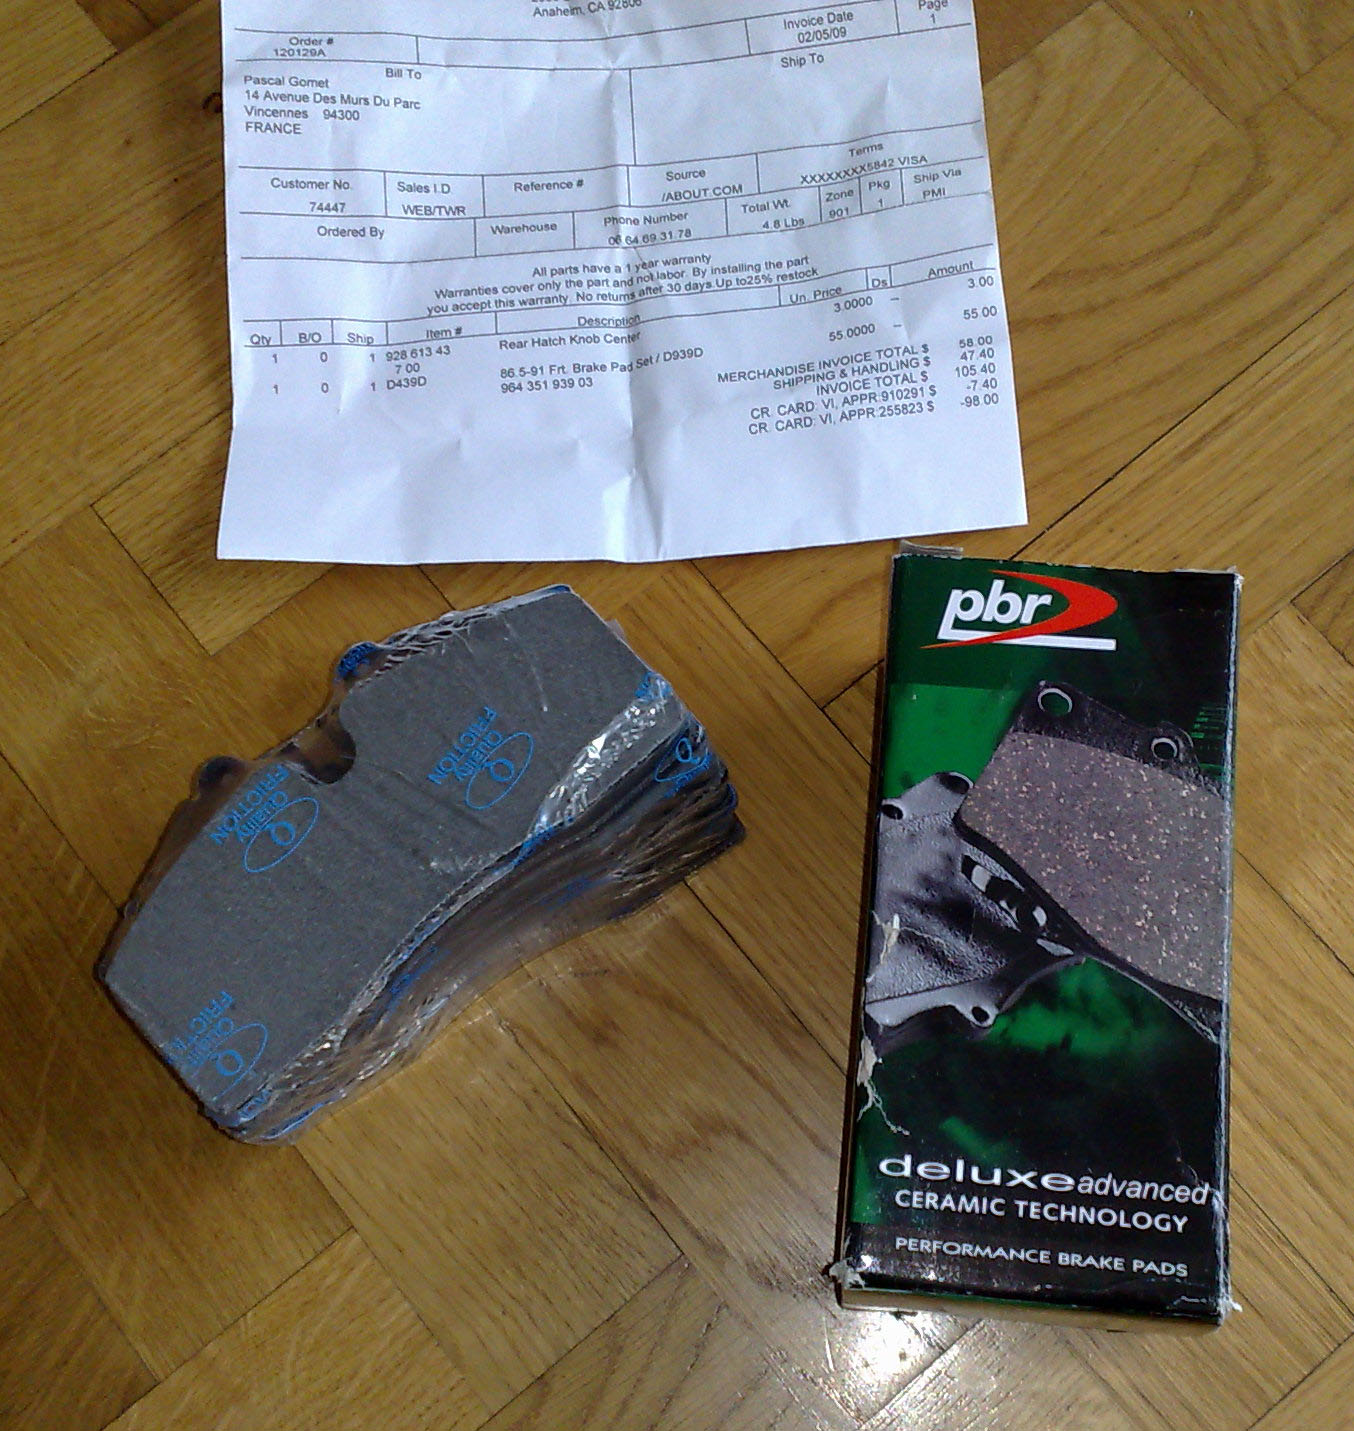 Anaheim, CA 92806
Order #
120129A
Invoice Date
02/05/09
Page
1
Bill To
Ship To
Pascal Gomet
14 Avenue Des Murs Du Parc
Vincennes 94300
FRANCE
Customer No.
74447
Sales I.D
WEB/TWR
Reference #
Source
/ABOUT.COM
Terms
XXXXXXXX5842 VISA
Ordered By
Warehouse
Phone Number
06 64 69 31 78
Total Wt.
4.8 Lbs
Zone
901
Pkg
1
Ship Via
PMI
All parts have a 1 year warranty
Warranties cover only the part and not labor. By installing the part
you accept this warranty. No returns after 30 days.Up to25% restock
Qty B/O Ship Item # Description Un. Price Ds Amount
1 0 1 928 613 43 Rear Hatch Knob Center 3.0000 – 3.00
7 00
1 0 1 D439D 86.5-91 Frt. Brake Pad Set / D939D 55.0000 – 55.00
964 351 939 03
MERCHANDISE INVOICE TOTAL $ 58.00
SHIPPING & HANDLING $ 47.40
INVOICE TOTAL $ 105.40
CR. CARD: VI, APPR:910291 $ -7.40
CR. CARD: VI, APPR:255823 $ -98.00
Quality
FRICTION
Quality
FRICTION
Quality
pbr
deluxe advanced
CERAMIC TECHNOLOGY
PERFORMANCE BRAKE PADS